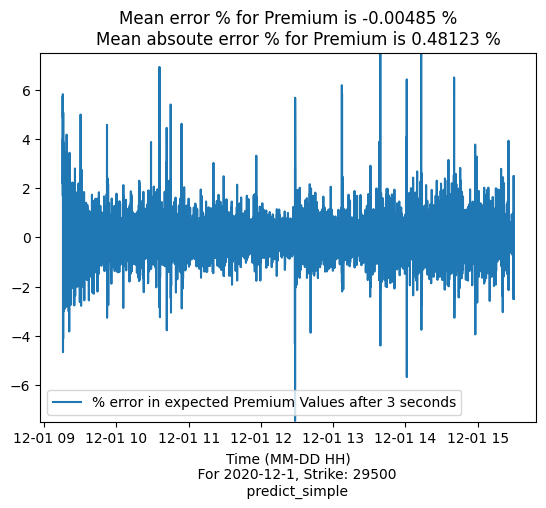 Mean error % for Premium is -0.00485 %
Mean absoute error % for Premium is 0.48123 %
6
4
2
0
−2
−4
−6
% error in expected Premium Values after 3 seconds
12-01 09 12-01 10 12-01 11 12-01 12 12-01 13 12-01 14 12-01 15
Time (MM-DD HH)
For 2020-12-1, Strike: 29500
predict_simple